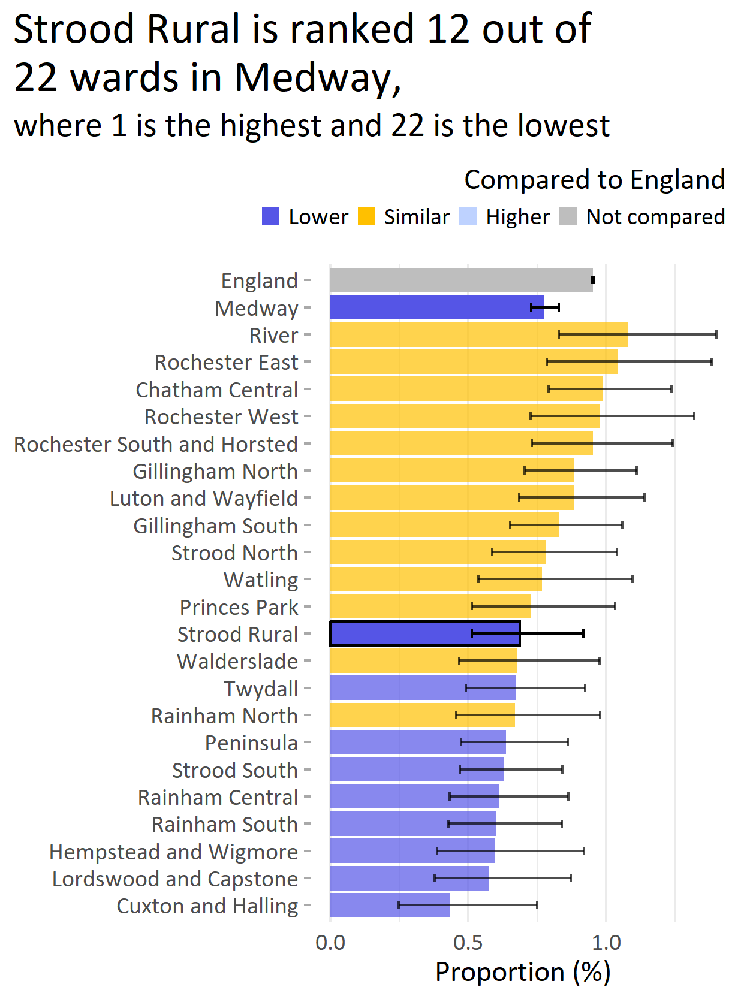 Strood Rural is ranked 12 out of
22 wards in Medway,
where 1 is the highest and 22 is the lowest
Compared to England
Lower Similar Higher Not compared
England
Medway
River
Rochester East
Chatham Central
Rochester West
Rochester South and Horsted
Gillingham North
Luton and Wayfield
Gillingham South
Strood North
Watling
Princes Park
Strood Rural
Walderslade
Twydall
Rainham North
Peninsula
Strood South
Rainham Central
Rainham South
Hempstead and Wigmore
Lordswood and Capstone
Cuxton and Halling
0.0 0.5 1.0
Proportion (%)